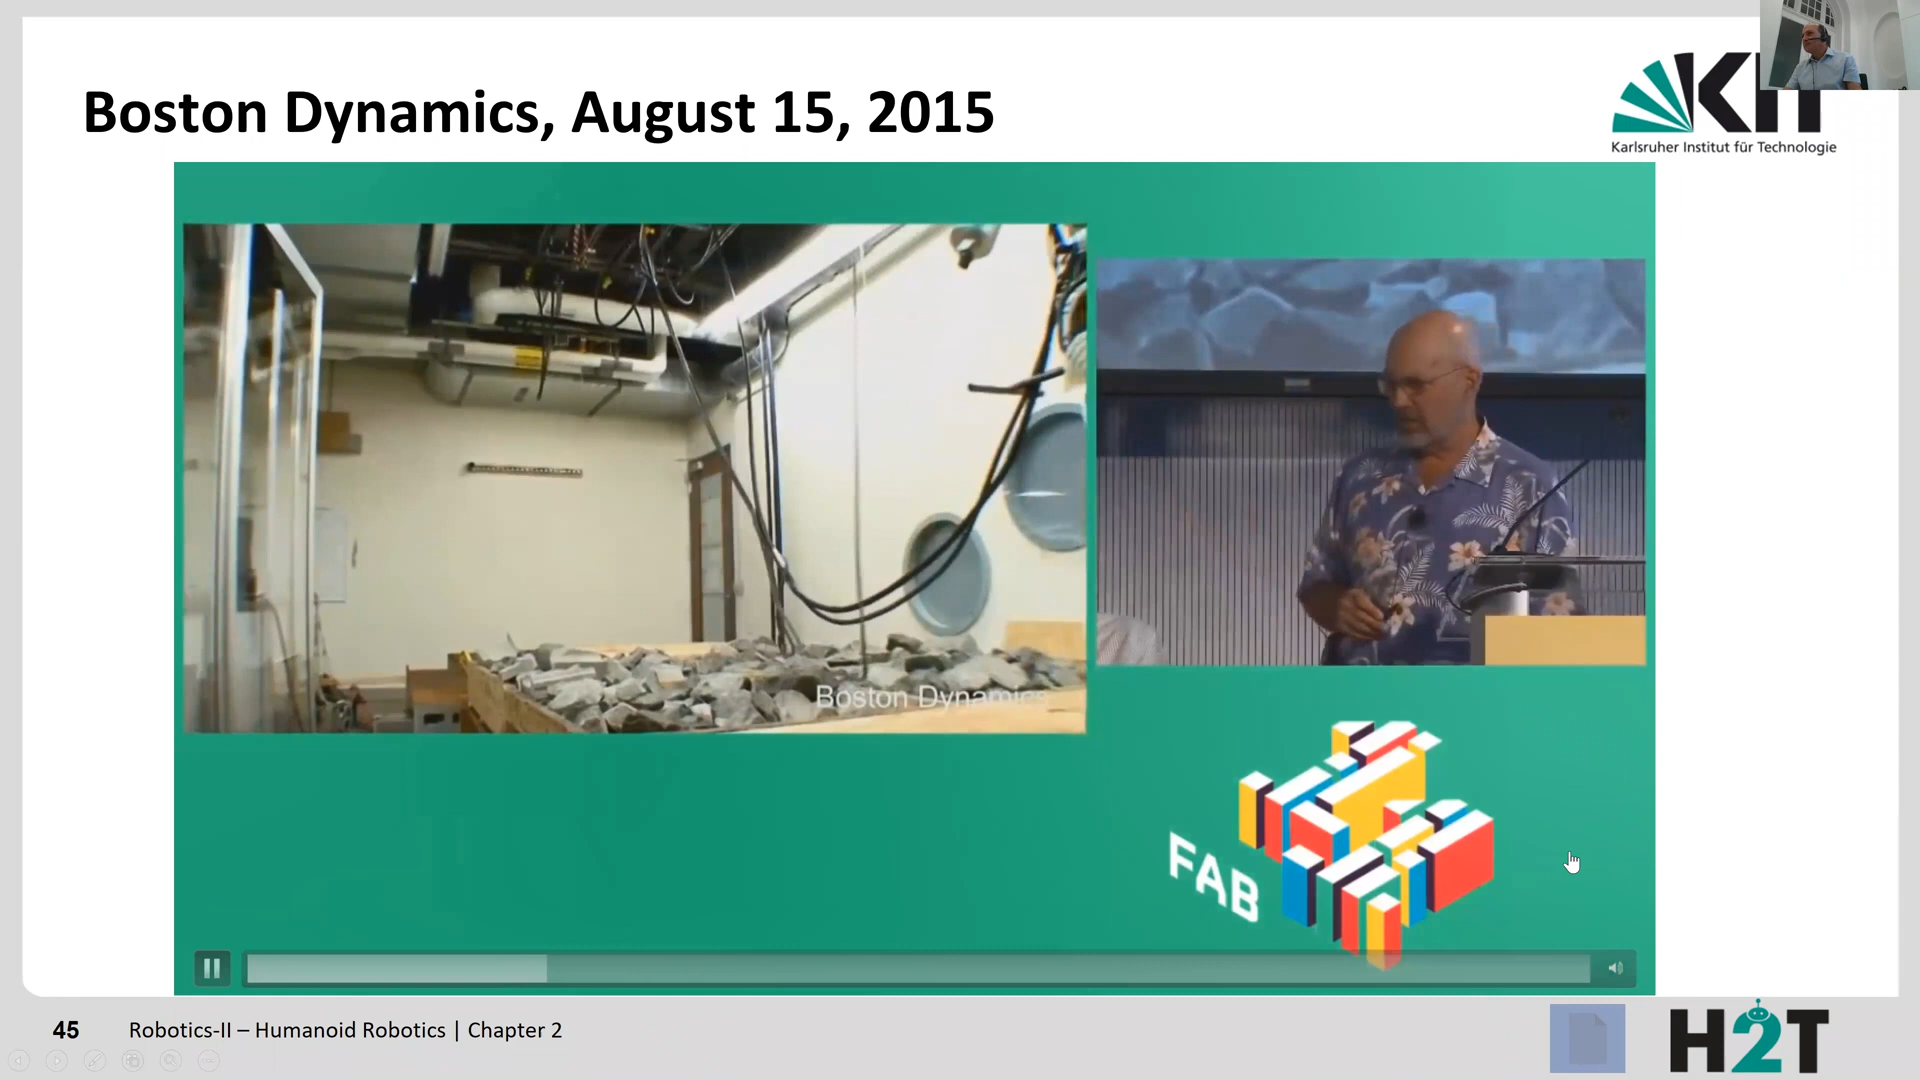 Boston Dynamics, August 15, 2015
KIT
Karlsruher Institut für Technologie
Boston Dynamics
FAB
45
Robotics-II – Humanoid Robotics | Chapter 2
H2T